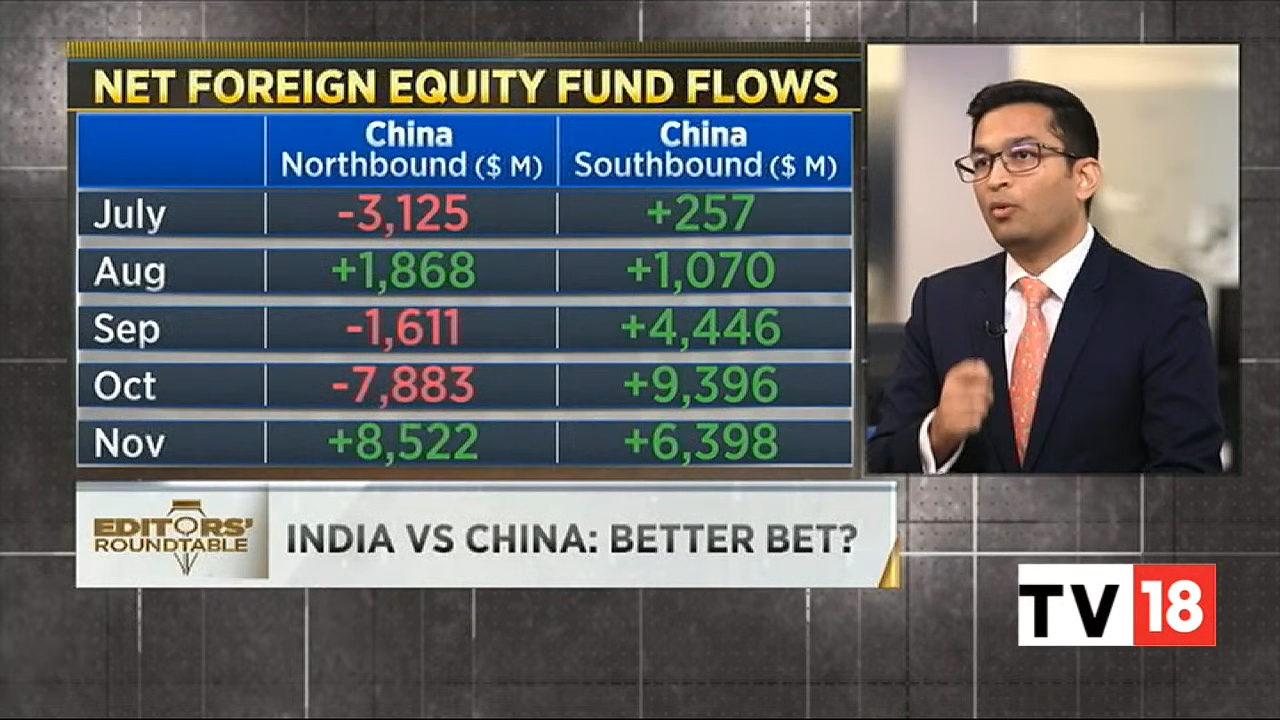 NET FOREIGN EQUITY FUND FLOWS
China Northbound ($ M)
China Southbound ($ M)
July -3,125 +257
Aug +1,868 +1,070
Sep -1,611 +4,446
Oct -7,883 +9,396
Nov +8,522 +6,398
EDITORS'
ROUNDTABLE
INDIA VS CHINA: BETTER BET?
TV18